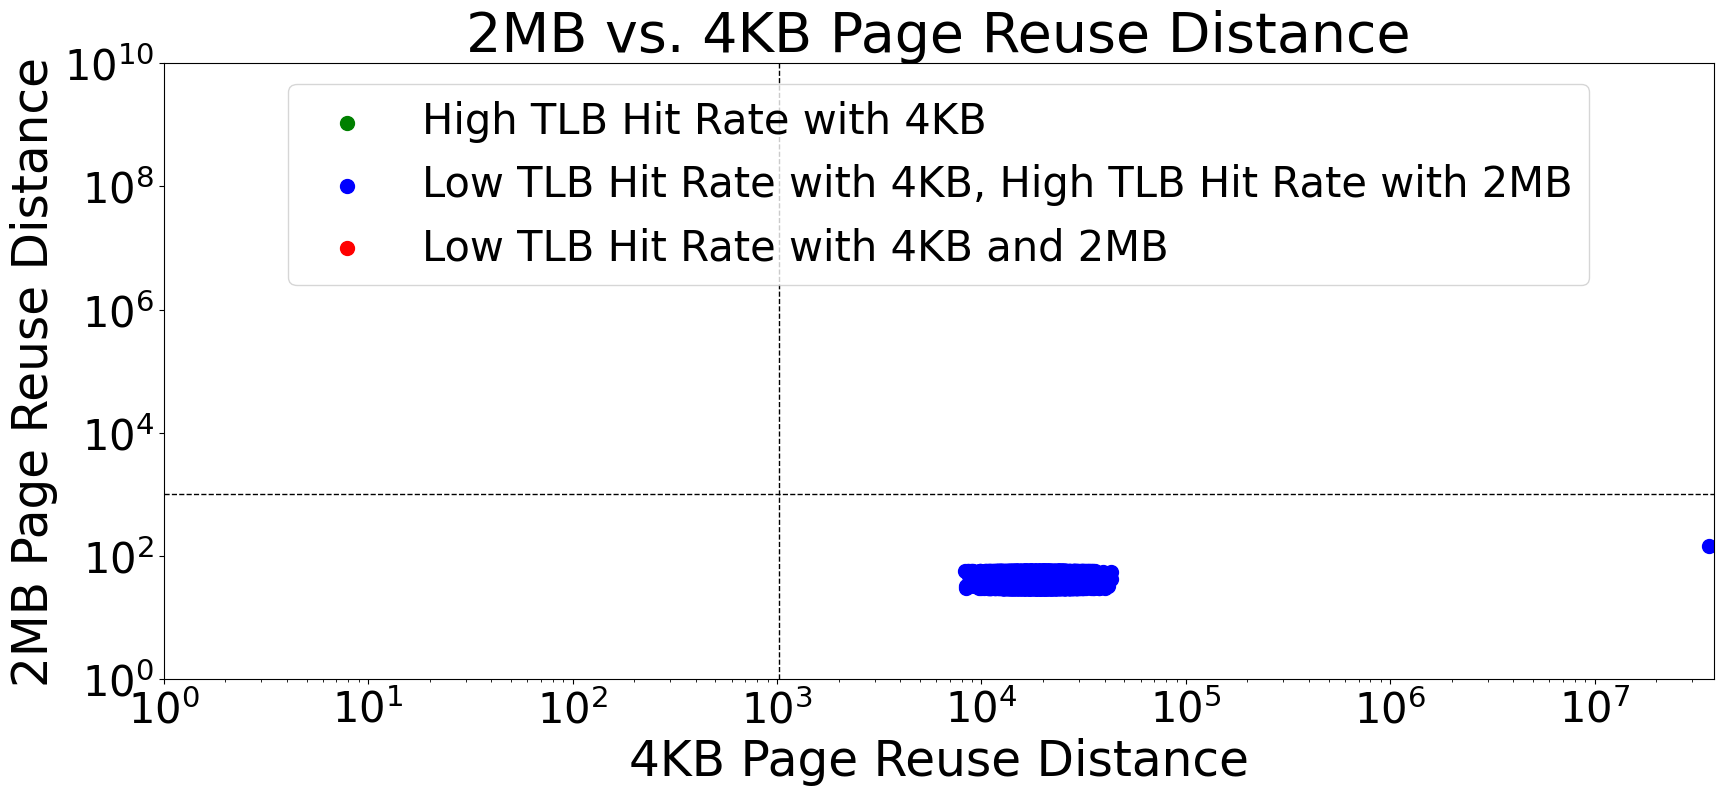 2MB vs. 4KB Page Reuse Distance
2MB Page Reuse Distance
10^10
10^8
10^6
10^4
10^2
10^0
High TLB Hit Rate with 4KB
Low TLB Hit Rate with 4KB, High TLB Hit Rate with 2MB
Low TLB Hit Rate with 4KB and 2MB
10^0 10^1 10^2 10^3 10^4 10^5 10^6 10^7
4KB Page Reuse Distance